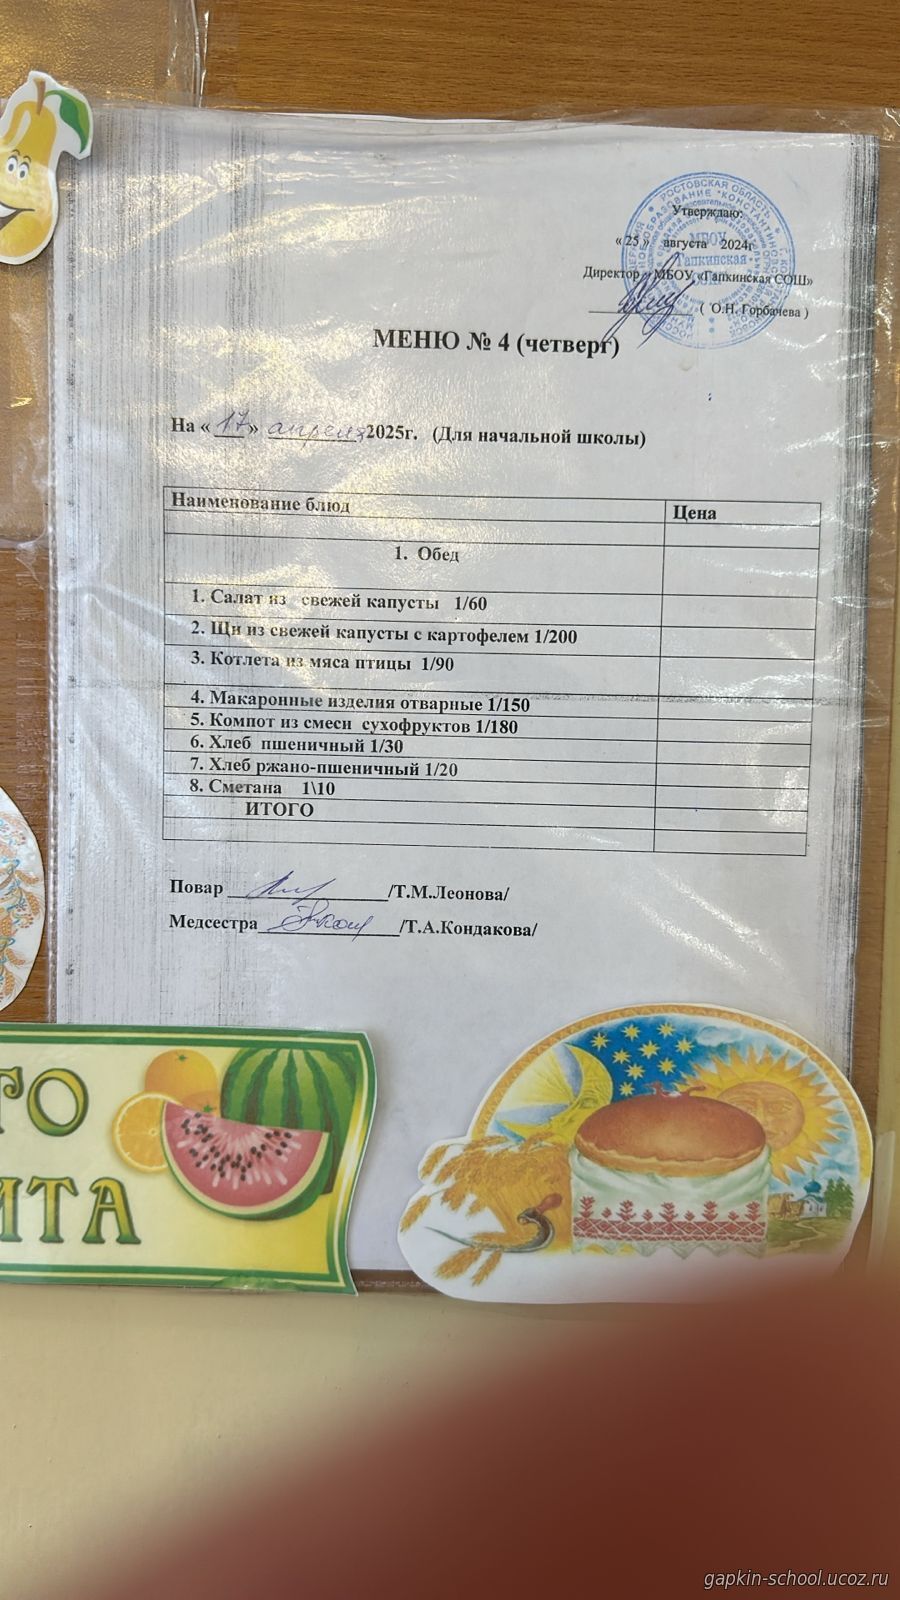 Утверждаю:
« 25 » августа 2024г
Директор МБОУ «Гапкинская СОШ»
( О.Н. Горбачева )
МБОУ
Гапкинская
МЕНЮ № 4 (четверг)
На « 17 » апреля 2025г. (Для начальной школы)
Наименование блюд Цена
1. Обед
1. Салат из свежей капусты 1/60
2. Щи из свежей капусты с картофелем 1/200
3. Котлета из мяса птицы 1/90
4. Макаронные изделия отварные 1/150
5. Компот из смеси сухофруктов 1/180
6. Хлеб пшеничный 1/30
7. Хлеб ржано-пшеничный 1/20
8. Сметана 1\10
ИТОГО
Повар /Т.М.Леонова/
Медсестра /Т.А.Кондакова/
ГО
ИТА
gapkin-school.ucoz.ru